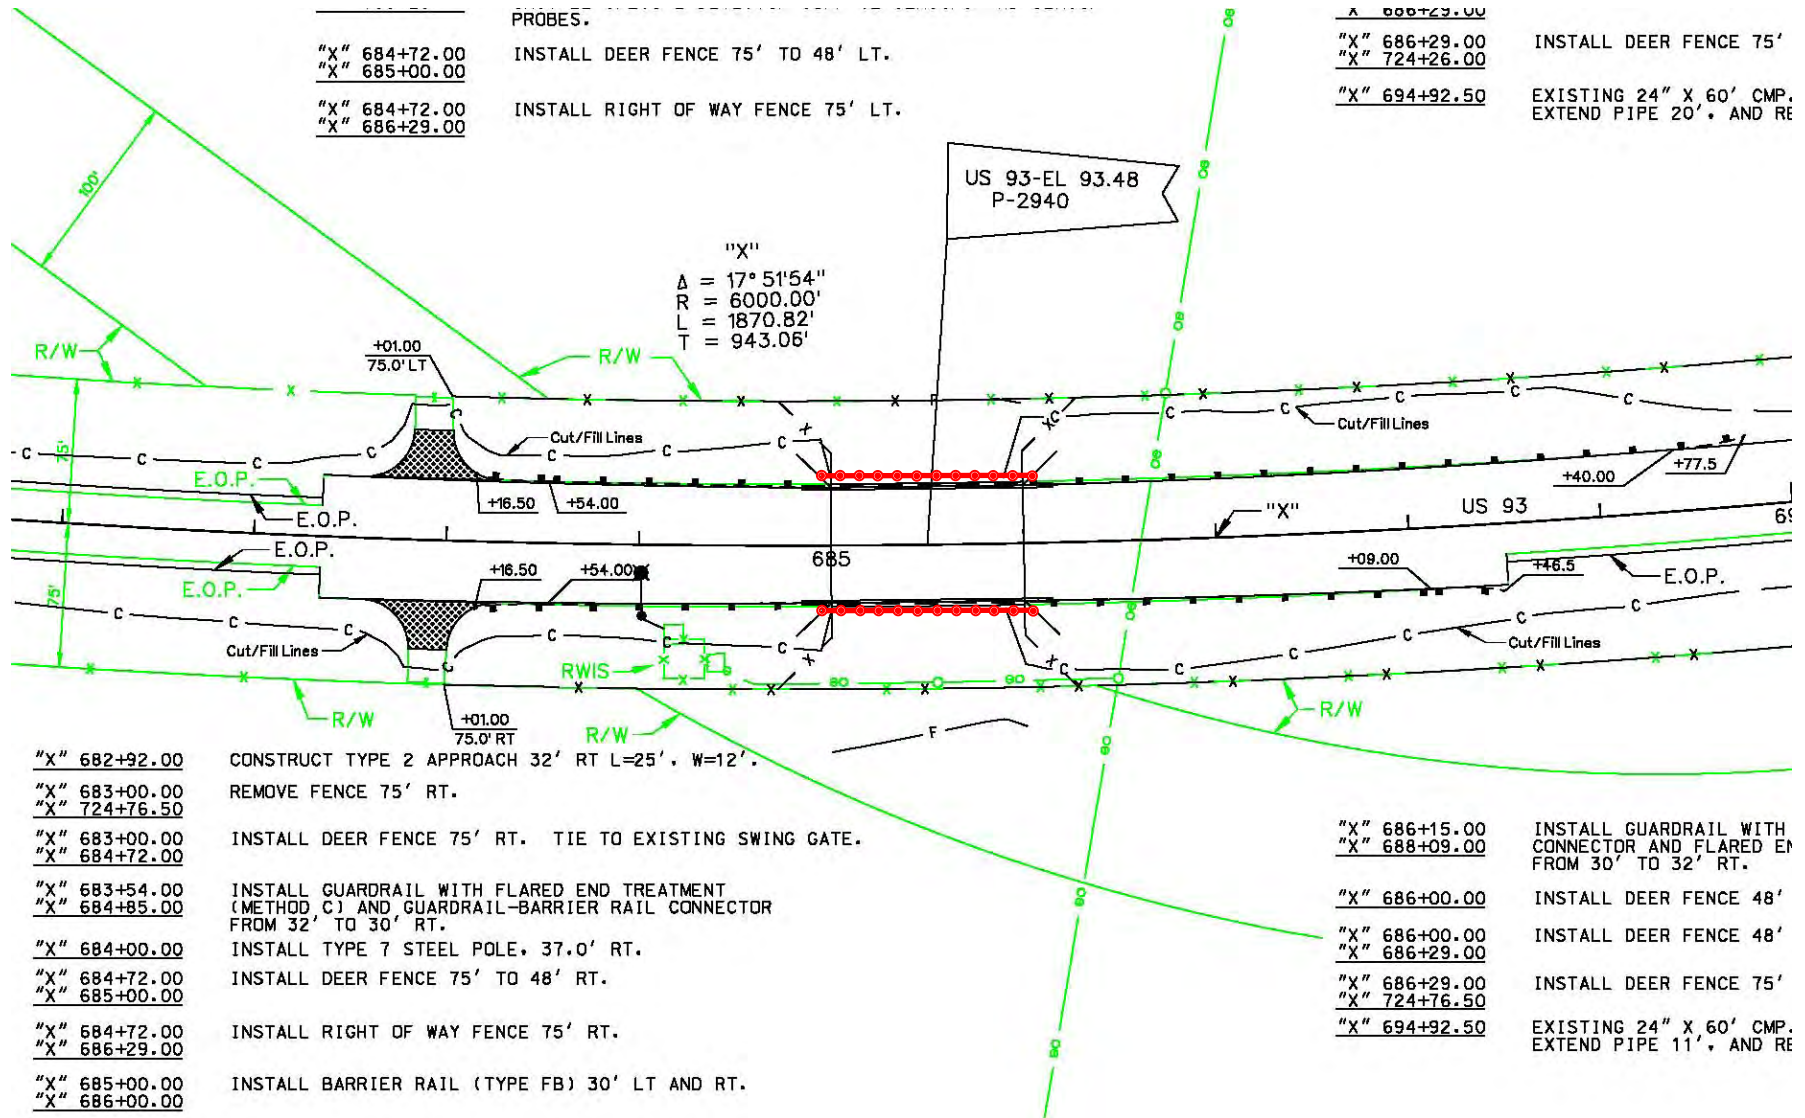 PROBES.
"X" 684+72.00 INSTALL DEER FENCE 75' TO 48' LT.
"X" 685+00.00
"X" 684+72.00 INSTALL RIGHT OF WAY FENCE 75' LT.
"X" 686+29.00
"X" 686+29.00
"X" 686+29.00 INSTALL DEER FENCE 75'
"X" 724+26.00
"X" 694+92.50 EXISTING 24" X 60' CMP.
EXTEND PIPE 20', AND RE
100'
US 93-EL 93.48
P-2940
"X"
Δ = 17°51'54"
R = 6000.00'
L = 1870.82'
T = 943.06'
R/W
+01.00
75.0' LT
R/W
Cut/Fill Lines
Cut/Fill Lines
75'
E.O.P.
E.O.P.
+16.50
+54.00
+40.00
+77.5
"X"
US 93
69
685
E.O.P.
E.O.P.
+16.50
+54.00
+09.00
+46.5
E.O.P.
75'
Cut/Fill Lines
RWIS
Cut/Fill Lines
R/W
+01.00
75.0' RT
R/W
F
R/W
"X" 682+92.00 CONSTRUCT TYPE 2 APPROACH 32' RT L=25', W=12'.
"X" 683+00.00 REMOVE FENCE 75' RT.
"X" 724+76.50
"X" 683+00.00 INSTALL DEER FENCE 75' RT. TIE TO EXISTING SWING GATE.
"X" 684+72.00
"X" 683+54.00 INSTALL GUARDRAIL WITH FLARED END TREATMENT
"X" 684+85.00 (METHOD C) AND GUARDRAIL-BARRIER RAIL CONNECTOR
FROM 32' TO 30' RT.
"X" 684+00.00 INSTALL TYPE 7 STEEL POLE, 37.0' RT.
"X" 684+72.00 INSTALL DEER FENCE 75' TO 48' RT.
"X" 685+00.00
"X" 684+72.00 INSTALL RIGHT OF WAY FENCE 75' RT.
"X" 686+29.00
"X" 685+00.00 INSTALL BARRIER RAIL (TYPE FB) 30' LT AND RT.
"X" 686+00.00
"X" 686+15.00 INSTALL GUARDRAIL WITH
"X" 688+09.00 CONNECTOR AND FLARED EN
FROM 30' TO 32' RT.
"X" 686+00.00 INSTALL DEER FENCE 48'
"X" 686+00.00 INSTALL DEER FENCE 48'
"X" 686+29.00
"X" 686+29.00 INSTALL DEER FENCE 75'
"X" 724+76.50
"X" 694+92.50 EXISTING 24" X 60' CMP.
EXTEND PIPE 11', AND RE